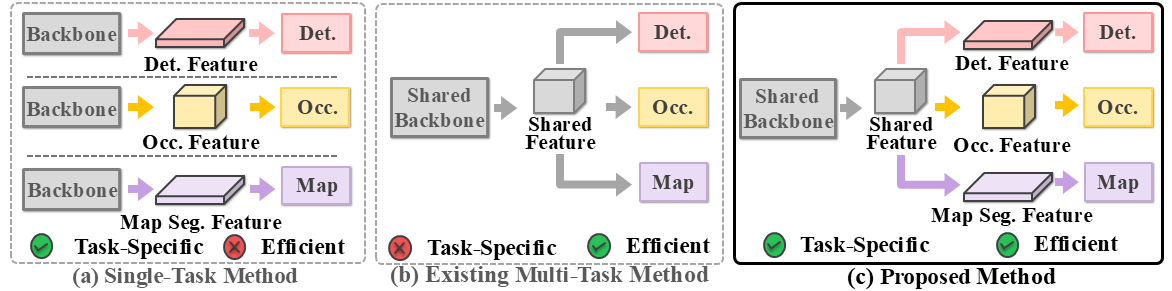 Backbone
Det.
Det. Feature
Backbone
Occ.
Occ. Feature
Backbone
Map
Map Seg. Feature
Task-Specific
Efficient
(a) Single-Task Method
Shared
Backbone
Shared
Feature
Det.
Occ.
Map
Task-Specific
Efficient
(b) Existing Multi-Task Method
Shared
Backbone
Shared
Feature
Det. Feature
Det.
Occ. Feature
Occ.
Map Seg. Feature
Map
Task-Specific
Efficient
(c) Proposed Method